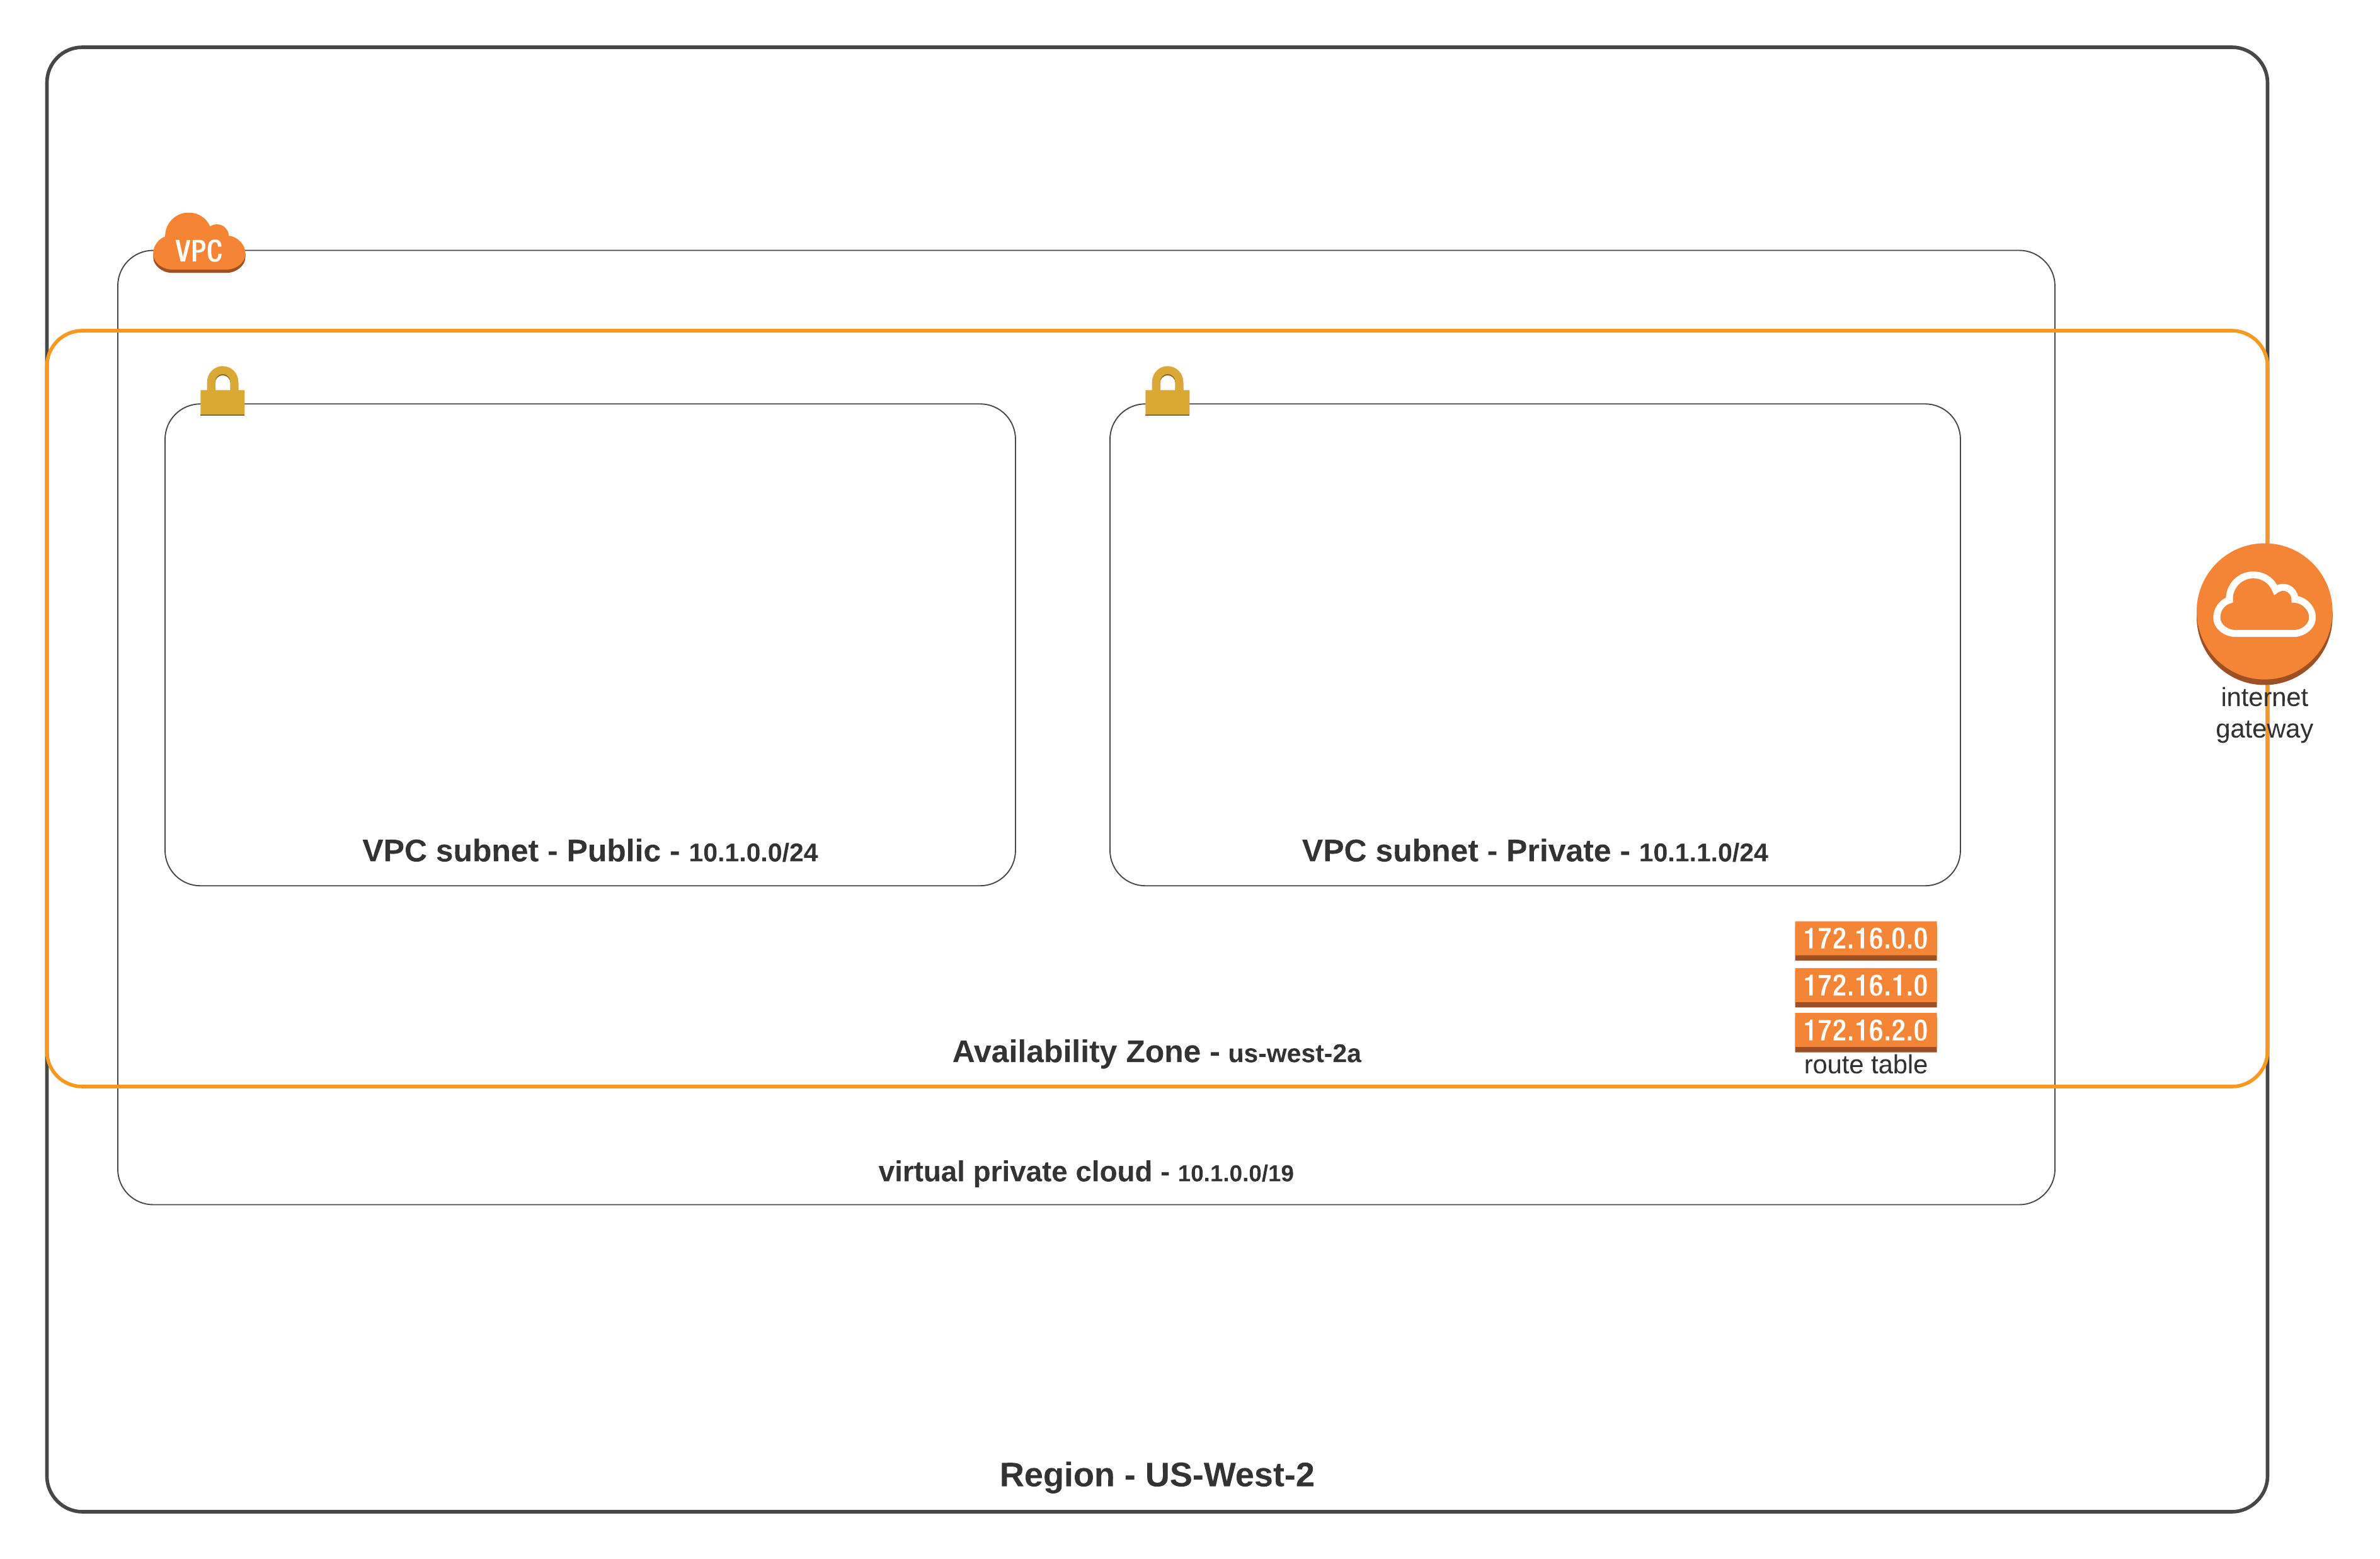 VPC
internet
gateway
VPC subnet - Public - 10.1.0.0/24
VPC subnet - Private - 10.1.1.0/24
172.16.0.0
172.16.1.0
172.16.2.0
route table
Availability Zone - us-west-2a
virtual private cloud - 10.1.0.0/19
Region - US-West-2